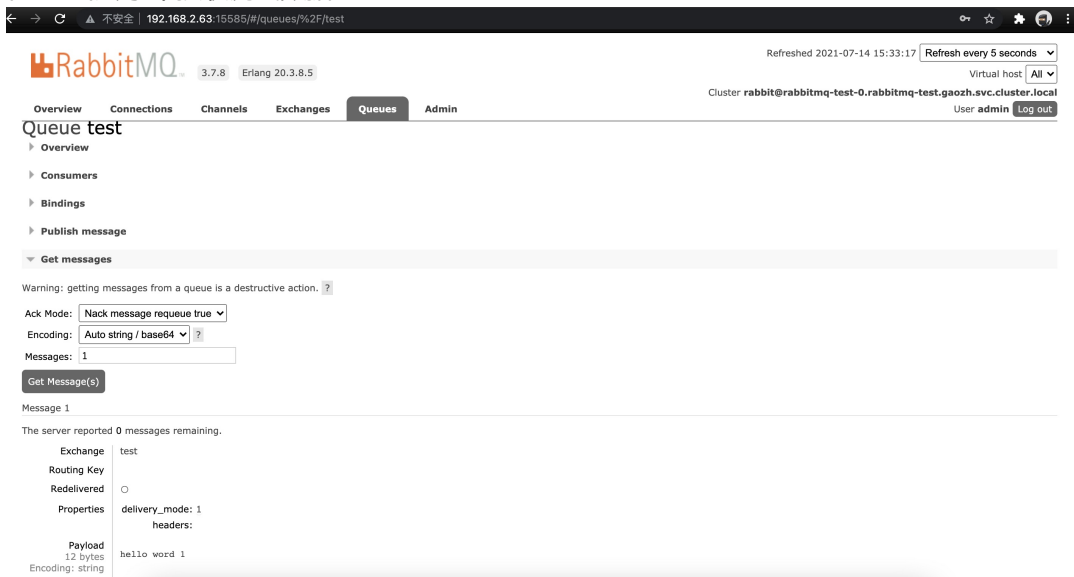 不安全 | 192.168.2.63:15585/#/queues/%2F/test
RabbitMQ TM 3.7.8 Erlang 20.3.8.5
Refreshed 2021-07-14 15:33:17 Refresh every 5 seconds
Virtual host All
Cluster rabbit@rabbitmq-test-0.rabbitmq-test.gaozh.svc.cluster.local
User admin Log out
Overview Connections Channels Exchanges Queues Admin
Queue test
Overview
Consumers
Bindings
Publish message
Get messages
Warning: getting messages from a queue is a destructive action. ?
Ack Mode: Nack message requeue true
Encoding: Auto string / base64 ?
Messages: 1
Get Message(s)
Message 1
The server reported 0 messages remaining.
Exchange test
Routing Key
Redelivered ○
Properties delivery_mode: 1
headers:
Payload
12 bytes
Encoding: string
hello word 1